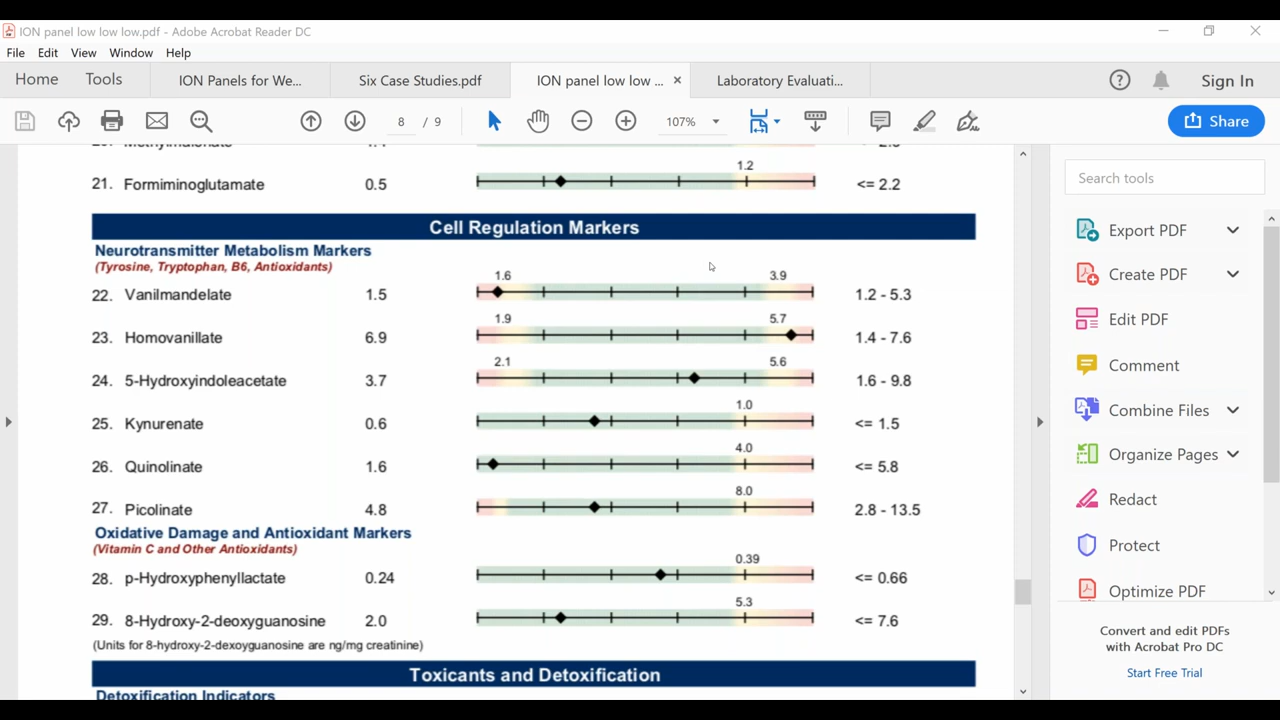 ION panel low low low.pdf - Adobe Acrobat Reader DC
File Edit View Window Help
Home Tools ION Panels for We... Six Case Studies.pdf ION panel low low ... × Laboratory Evaluati... Sign In
8 / 9 107% Share
21. Formiminoglutamate 0.5 1.2 <= 2.2
Cell Regulation Markers
Neurotransmitter Metabolism Markers
(Tyrosine, Tryptophan, B6, Antioxidants)
1.6 3.9
22. Vanilmandelate 1.5 1.2 - 5.3
1.9 5.7
23. Homovanillate 6.9 1.4 - 7.6
2.1 5.6
24. 5-Hydroxyindoleacetate 3.7 1.6 - 9.8
1.0
25. Kynurenate 0.6 <= 1.5
4.0
26. Quinolinate 1.6 <= 5.8
8.0
27. Picolinate 4.8 2.8 - 13.5
Oxidative Damage and Antioxidant Markers
(Vitamin C and Other Antioxidants)
0.39
28. p-Hydroxyphenyllactate 0.24 <= 0.66
5.3
29. 8-Hydroxy-2-deoxyguanosine 2.0 <= 7.6
(Units for 8-hydroxy-2-dexoyguanosine are ng/mg creatinine)
Toxicants and Detoxification
Detoxification Indicators
Search tools
Export PDF
Create PDF
Edit PDF
Comment
Combine Files
Organize Pages
Redact
Protect
Optimize PDF
Convert and edit PDFs
with Acrobat Pro DC
Start Free Trial